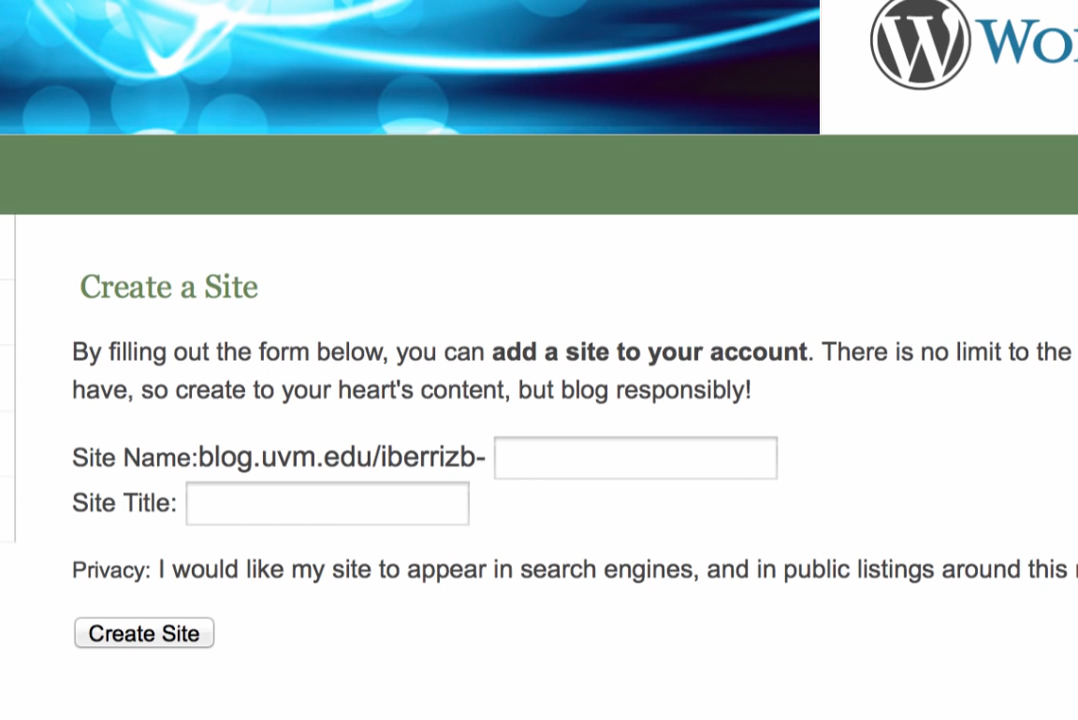 Wo
Create a Site
By filling out the form below, you can add a site to your account. There is no limit to the
have, so create to your heart's content, but blog responsibly!
Site Name:blog.uvm.edu/iberrizb-
Site Title:
Privacy: I would like my site to appear in search engines, and in public listings around this
Create Site